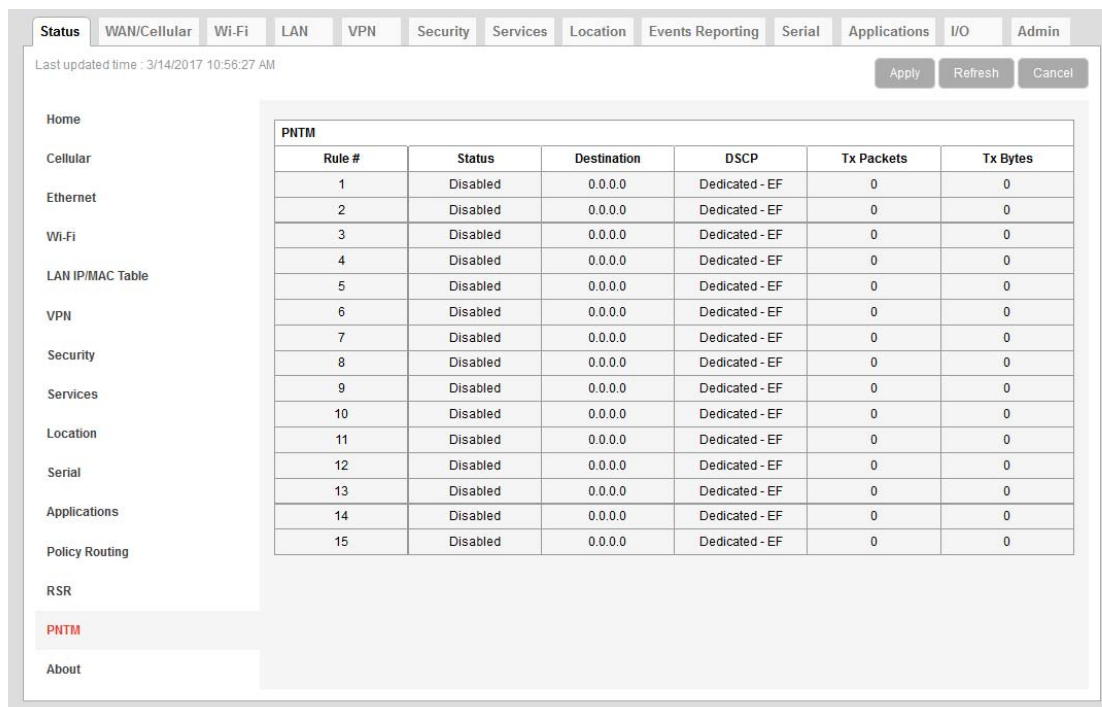 Status WAN/Cellular Wi-Fi LAN VPN Security Services Location Events Reporting Serial Applications I/O Admin
Last updated time : 3/14/2017 10:56:27 AM
Apply Refresh Cancel
Home
Cellular
Ethernet
Wi-Fi
LAN IP/MAC Table
VPN
Security
Services
Location
Serial
Applications
Policy Routing
RSR
PNTM
About
PNTM
Rule # Status Destination DSCP Tx Packets Tx Bytes
1 Disabled 0.0.0.0 Dedicated - EF 0 0
2 Disabled 0.0.0.0 Dedicated - EF 0 0
3 Disabled 0.0.0.0 Dedicated - EF 0 0
4 Disabled 0.0.0.0 Dedicated - EF 0 0
5 Disabled 0.0.0.0 Dedicated - EF 0 0
6 Disabled 0.0.0.0 Dedicated - EF 0 0
7 Disabled 0.0.0.0 Dedicated - EF 0 0
8 Disabled 0.0.0.0 Dedicated - EF 0 0
9 Disabled 0.0.0.0 Dedicated - EF 0 0
10 Disabled 0.0.0.0 Dedicated - EF 0 0
11 Disabled 0.0.0.0 Dedicated - EF 0 0
12 Disabled 0.0.0.0 Dedicated - EF 0 0
13 Disabled 0.0.0.0 Dedicated - EF 0 0
14 Disabled 0.0.0.0 Dedicated - EF 0 0
15 Disabled 0.0.0.0 Dedicated - EF 0 0